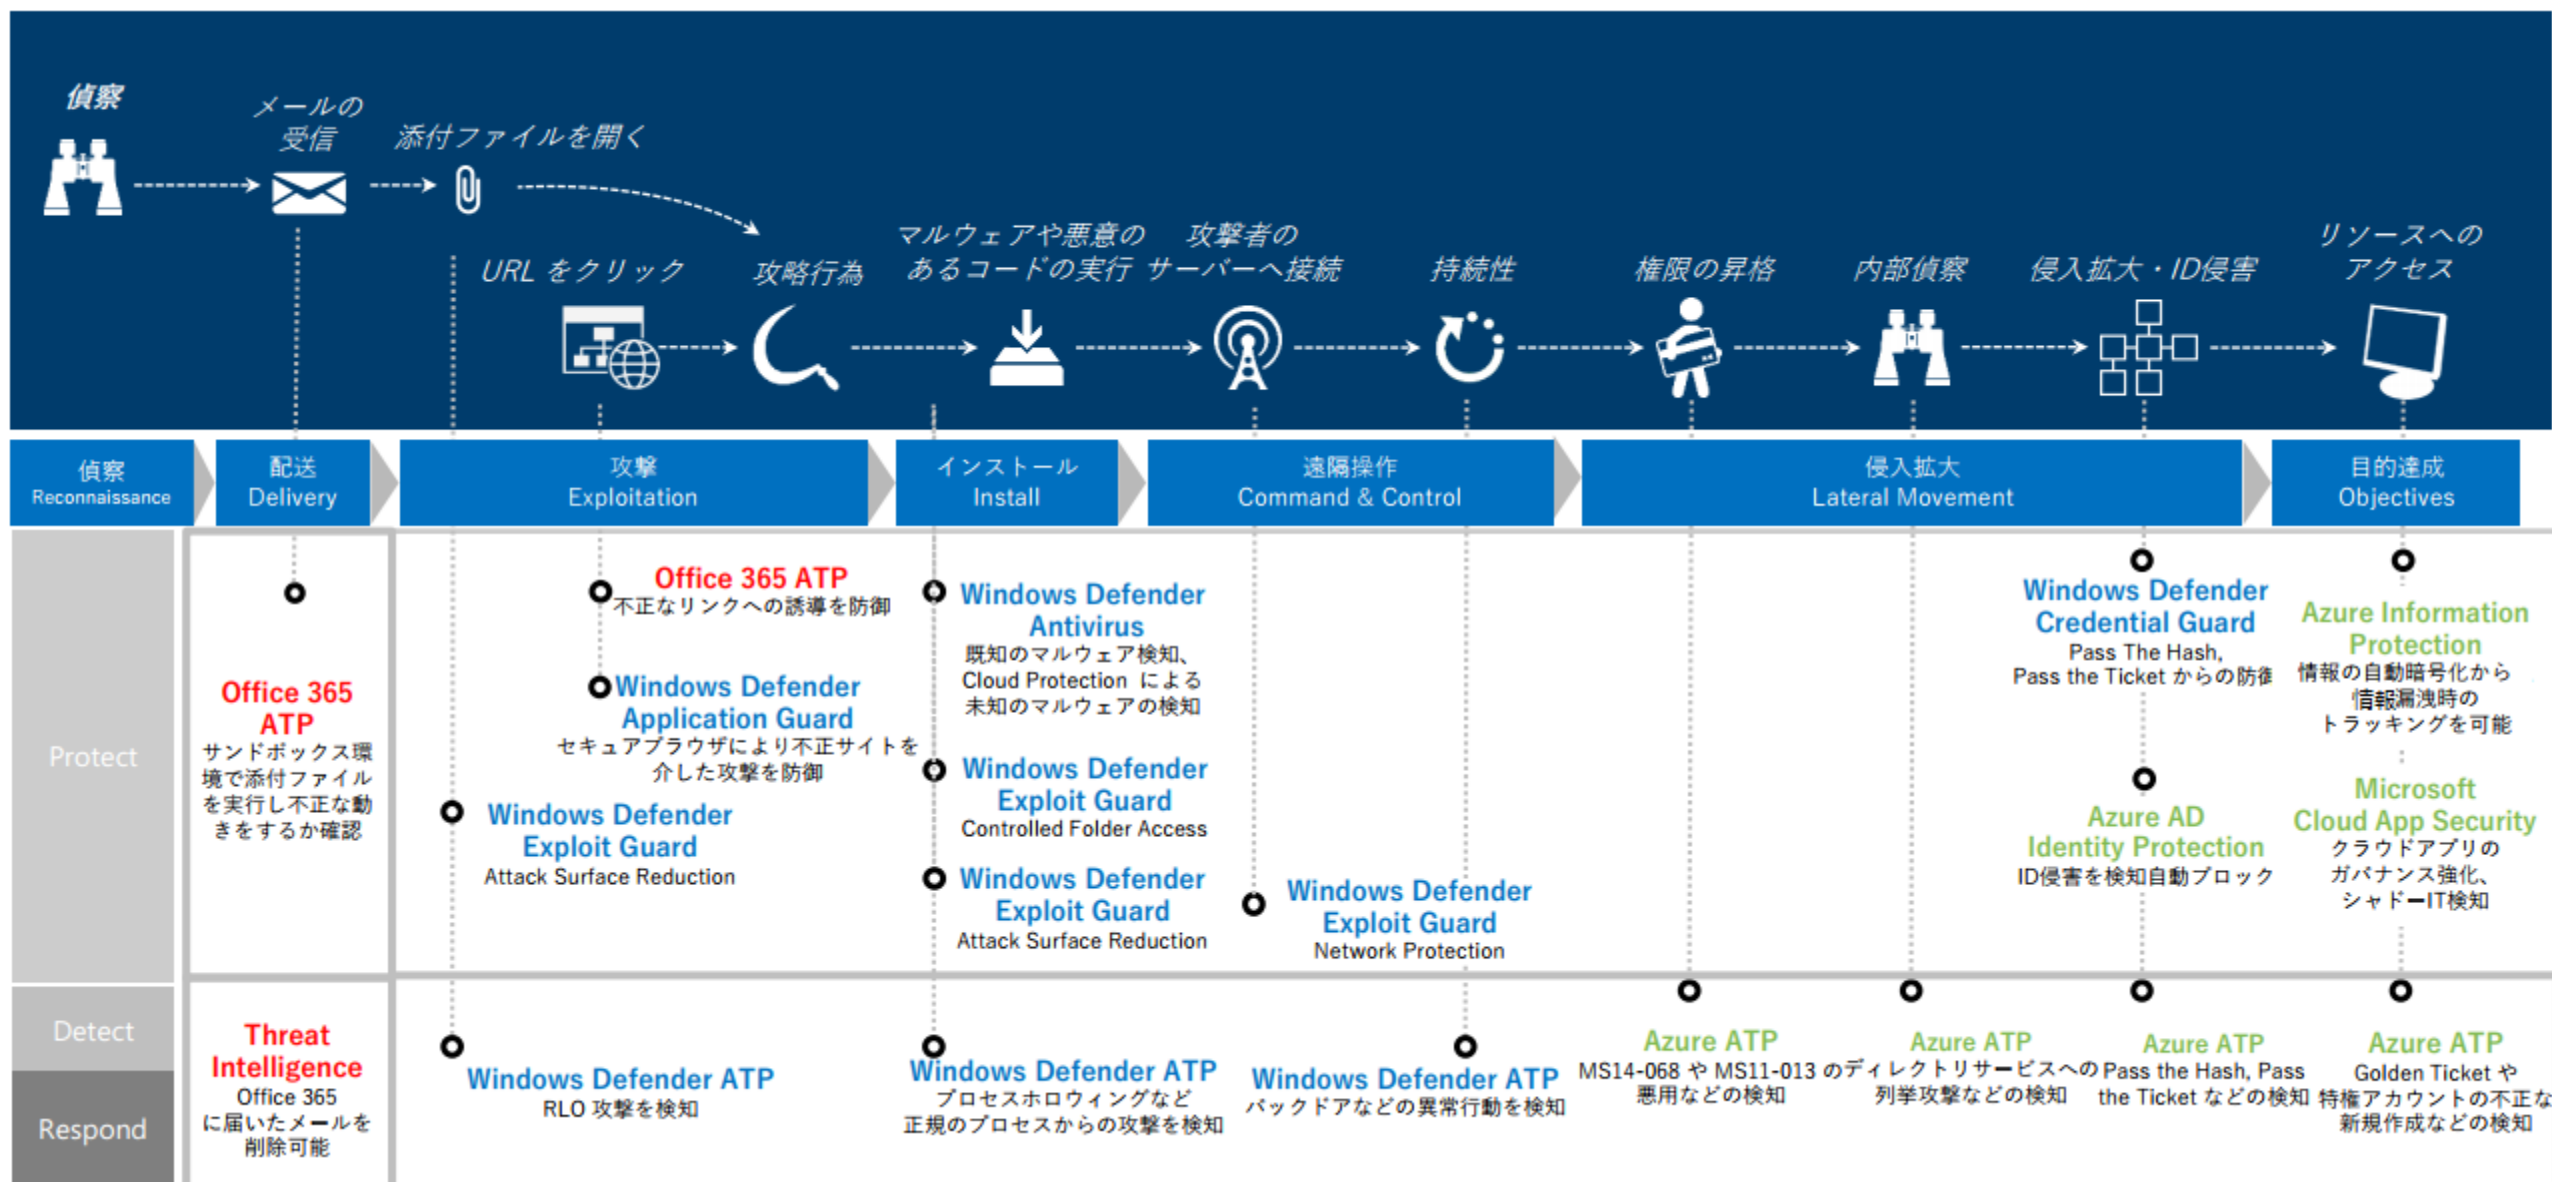 偵察
メールの
受信
添付ファイルを開く
URL をクリック
攻略行為
マルウェアや悪意の
あるコードの実行
攻撃者の
サーバーへ接続
持続性
権限の昇格
内部偵察
侵入拡大・ID侵害
リソースへの
アクセス
偵察
Reconnaissance
配送
Delivery
攻撃
Exploitation
インストール
Install
遠隔操作
Command & Control
侵入拡大
Lateral Movement
目的達成
Objectives
Protect
Office 365
ATP
サンドボックス環
境で添付ファイル
を実行し不正な動
きをするか確認
Office 365 ATP
不正なリンクへの誘導を防御
Windows Defender
Application Guard
セキュアブラウザにより不正サイトを
介した攻撃を防御
Windows Defender
Exploit Guard
Attack Surface Reduction
Windows Defender
Antivirus
既知のマルウェア検知、
Cloud Protection による
未知のマルウェアの検知
Windows Defender
Exploit Guard
Controlled Folder Access
Windows Defender
Exploit Guard
Attack Surface Reduction
Windows Defender
Exploit Guard
Network Protection
Windows Defender
Credential Guard
Pass The Hash,
Pass the Ticket からの防御
Azure AD
Identity Protection
ID侵害を検知自動ブロック
Azure Information
Protection
情報の自動暗号化から
情報漏洩時の
トラッキングを可能
Microsoft
Cloud App Security
クラウドアプリの
ガバナンス強化、
シャドーIT検知
Detect
Respond
Threat
Intelligence
Office 365
に届いたメールを
削除可能
Windows Defender ATP
RLO 攻撃を検知
Windows Defender ATP
プロセスホロウィングなど
正規のプロセスからの攻撃を検知
Windows Defender ATP
バックドアなどの異常行動を検知
Azure ATP
MS14-068 や MS11-013 の
悪用などの検知
Azure ATP
ディレクトリサービスへの
列挙攻撃などの検知
Azure ATP
Pass the Hash, Pass
the Ticket などの検知
Azure ATP
Golden Ticket や
特権アカウントの不正な
新規作成などの検知